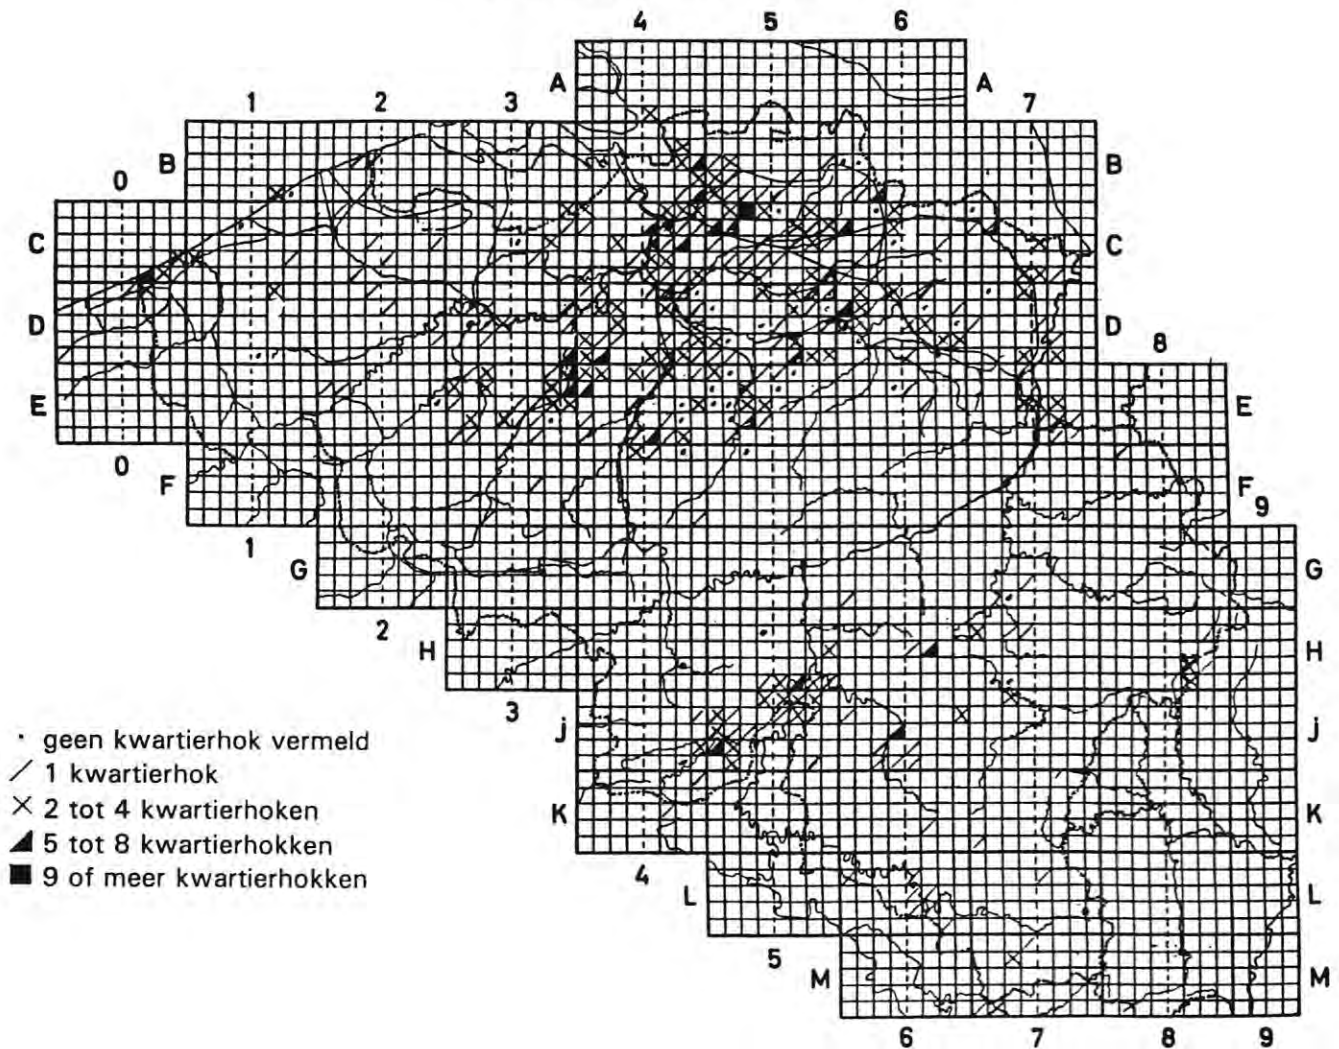 4 5 6
A A
1 2 3 7
B B
0
C C
D D
8
E E
0
F F
9
1
G G
2
H H
3
· geen kwartierhok vermeld
j j
/ 1 kwartierhok
× 2 tot 4 kwartierhoken
K K
◢ 5 tot 8 kwartierhokken
■ 9 of meer kwartierhokken
4
L L
5
M M
6 7 8 9